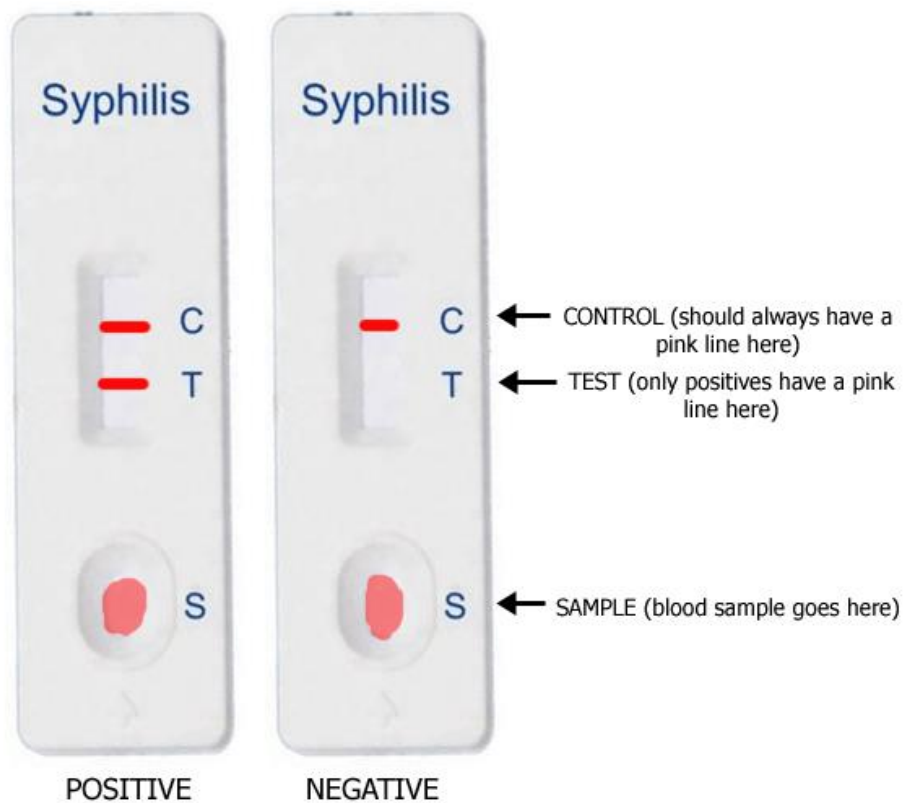 Syphilis
Syphilis
C
C
CONTROL (should always have a
pink line here)
T
T
TEST (only positives have a pink
line here)
S
S
SAMPLE (blood sample goes here)
POSITIVE
NEGATIVE